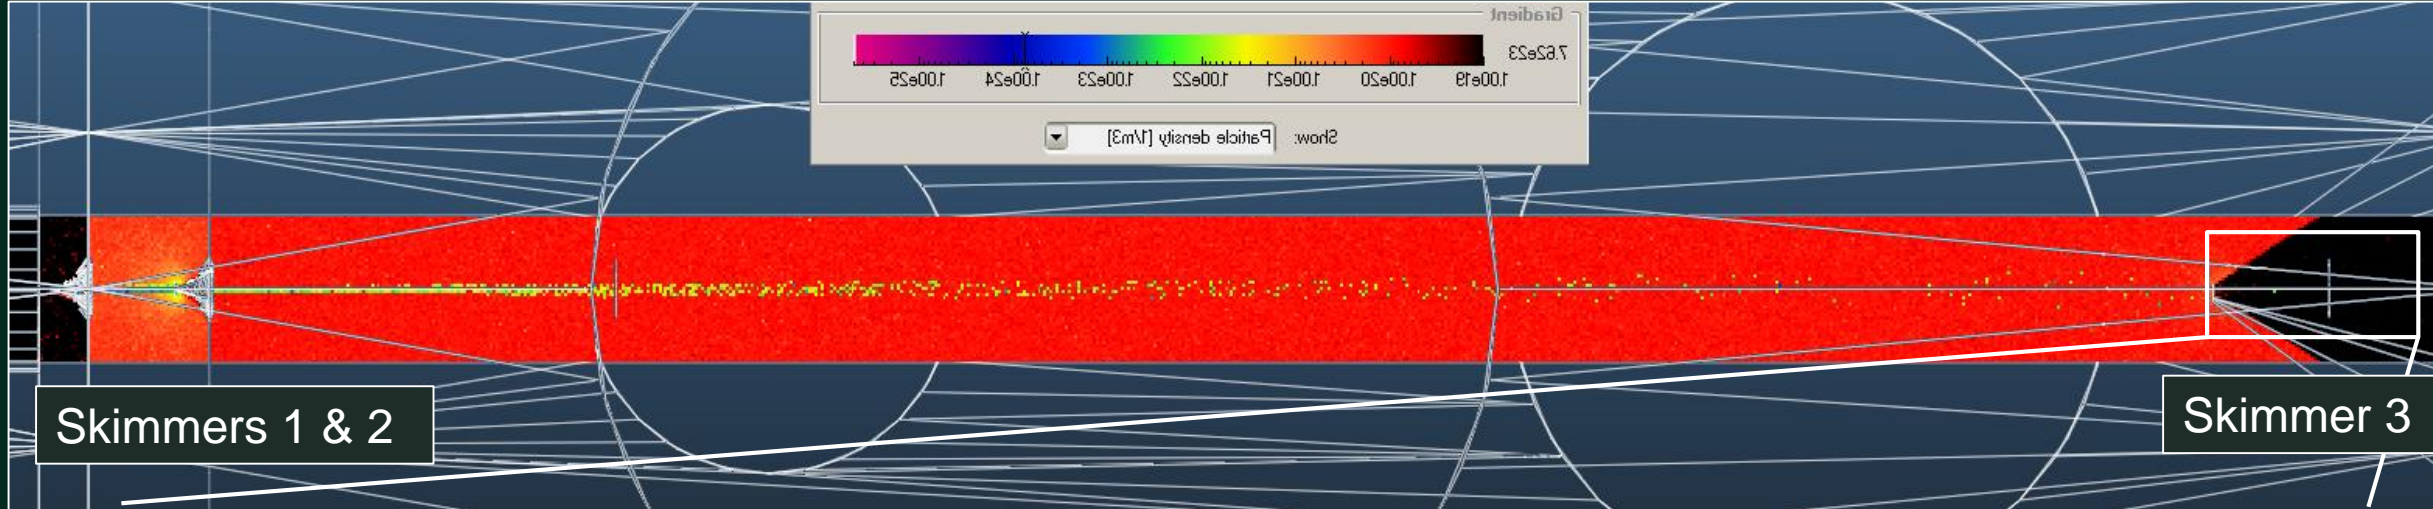 Gradient
7.62e23
1.00e19 1.00e20 1.00e21 1.00e22 1.00e23 1.00e24 1.00e25
Show: Particle density [1/m3]
Skimmers 1 & 2
Skimmer 3